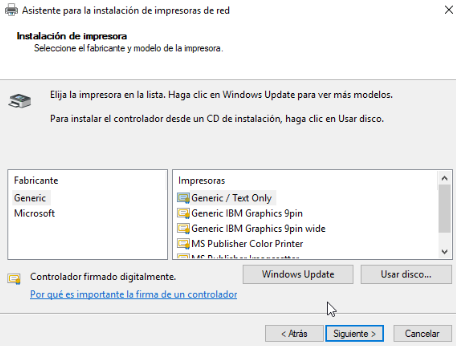 Asistente para la instalación de impresoras de red
Instalación de impresora
Seleccione el fabricante y modelo de la impresora.
Elija la impresora en la lista. Haga clic en Windows Update para ver más modelos.
Para instalar el controlador desde un CD de instalación, haga clic en Usar disco.
Fabricante
Generic
Microsoft
Impresoras
Generic / Text Only
Generic IBM Graphics 9pin
Generic IBM Graphics 9pin wide
MS Publisher Color Printer
MS Publisher Imagesetter
Controlador firmado digitalmente.
Por qué es importante la firma de un controlador
Windows Update
Usar disco...
< Atrás
Siguiente >
Cancelar